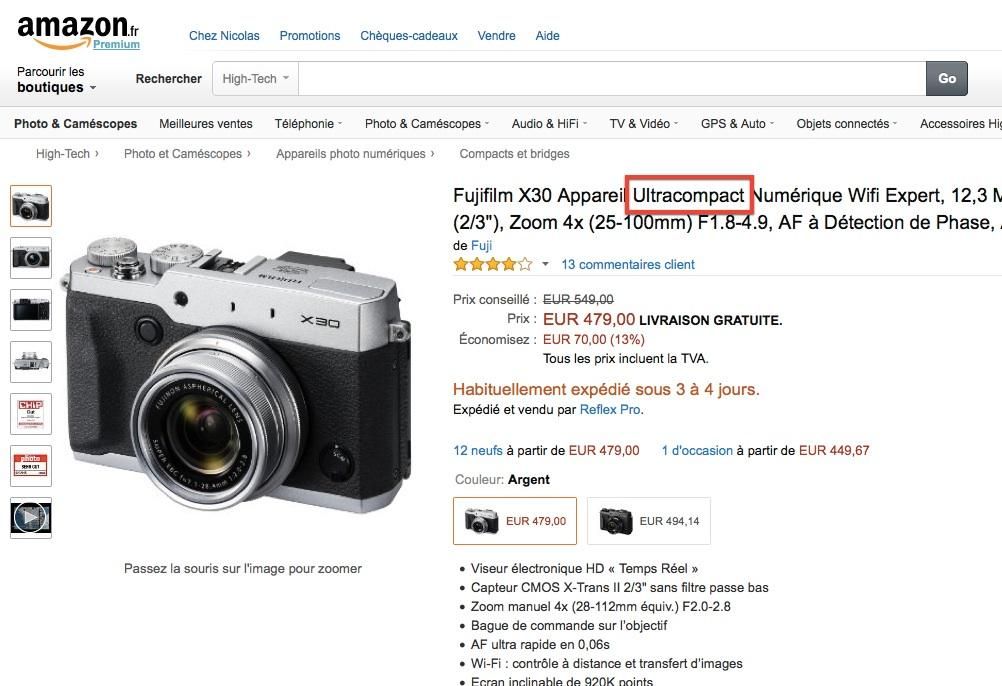 amazon.fr
Premium
Chez Nicolas Promotions Chèques-cadeaux Vendre Aide
Parcourir les
boutiques
Rechercher High-Tech Go
Photo & Caméscopes Meilleures ventes Téléphonie Photo & Caméscopes Audio & HiFi TV & Vidéo GPS & Auto Objets connectés Accessoires Hig
High-Tech › Photo et Caméscopes › Appareils photo numériques › Compacts et bridges
Fujifilm X30 Appareil Ultracompact Numérique Wifi Expert, 12,3 M
(2/3"), Zoom 4x (25-100mm) F1.8-4.9, AF à Détection de Phase,
de Fuji
13 commentaires client
Prix conseillé : EUR 549,00
Prix : EUR 479,00 LIVRAISON GRATUITE.
Économisez : EUR 70,00 (13%)
Tous les prix incluent la TVA.
Habituellement expédié sous 3 à 4 jours.
Expédié et vendu par Reflex Pro.
12 neufs à partir de EUR 479,00 1 d'occasion à partir de EUR 449,67
Couleur: Argent
EUR 479,00 EUR 494,14
• Viseur électronique HD « Temps Réel »
• Capteur CMOS X-Trans II 2/3" sans filtre passe bas
• Zoom manuel 4x (28-112mm équiv.) F2.0-2.8
• Bague de commande sur l'objectif
• AF ultra rapide en 0,06s
• Wi-Fi : contrôle à distance et transfert d'images
• Ecran inclinable de 920K points
X30
FUJINON ASPHERICAL LENS
SUPER EBC
CHIP
Gut
photo
SEHR GUT
Passez la souris sur l'image pour zoomer